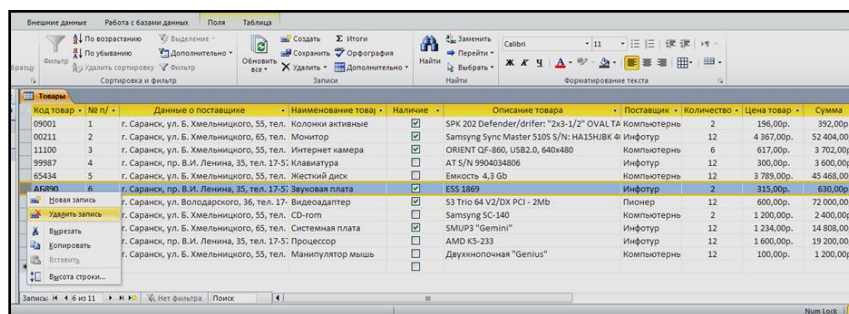 Внешние данные Работа с базами данных Поля Таблица
По возрастанию Выделение Создать Итоги Заменить Calibri 11
По убыванию Дополнительно Сохранить Орфография Перейти
Фильтр Удалить сортировку Фильтр Обновить все Удалить Дополнительно Найти Выбрать Ж К Ч А
Сортировка и фильтр Записи Найти Форматирование текста
Товары
Код товар № п/ Данные о поставщике Наименование товар Наличие Описание товара Поставщик Количество Цена товар Сумма
09001 1 г. Саранск, ул. Б. Хмельницкого, 55, тел. Колонки активные SPK 202 Defender/drifer: "2x3-1/2" OVAL TA Компьютерн 2 196,00р. 392,00р
00211 2 г. Саранск, ул. Б. Хмельницкого, 65, тел. Монитор Samsyng Sync Master 510S S/N: HA15HJBK 4 Инфотур 12 4 367,00р. 52 404,00
11100 3 г. Саранск, ул. Б. Хмельницкого, 55, тел. Интернет камера ORIENT QF-860, USB2.0, 640x480 Компьютерн 6 617,00р. 3 702,00р
99987 4 г. Саранск, пр. В.И. Ленина, 35, тел. 17-5 Клавиатура AT S/N 9904034806 Инфотур 12 300,00р. 3 600,00р
65434 5 г. Саранск, ул. Б. Хмельницкого, 55, тел. Жесткий диск Емкость 4,3 Gb Компьютерн 12 3 789,00р. 45 468,00
АБ890 6 г. Саранск, пр. В.И. Ленина, 35, тел. 17-5 Звуковая плата ESS 1869 Инфотур 2 315,00р. 630,00р
Новая запись г. Саранск, ул. Володарского, 36, тел. 17- Видеоадаптер S3 Trio 64 V2/DX PCI - 2Mb Пионер 12 600,00р. 72 000,00
Удалить запись г. Саранск, ул. Б. Хмельницкого, 55, тел. CD-rom Samsyng SC-140 Компьютерн 2 1 200,00р. 2 400,00р
Вырезать г. Саранск, ул. Б. Хмельницкого, 65, тел. Системная плата SMUP3 "Gemini" Инфотур 12 1 234,00р. 14 808,00
Копировать г. Саранск, пр. В.И. Ленина, 35, тел. 17-5 Процессор AMD K5-233 Инфотур 12 1 600,00р. 19 200,00
Вставить г. Саранск, ул. Б. Хмельницкого, 55, тел. Манипулятор мышь Двухкнопочная "Genius" Компьютерн 12 100,00р. 1 200,00р
Высота строки...
Запись: 6 из 11 Нет фильтра Поиск
Num Lock